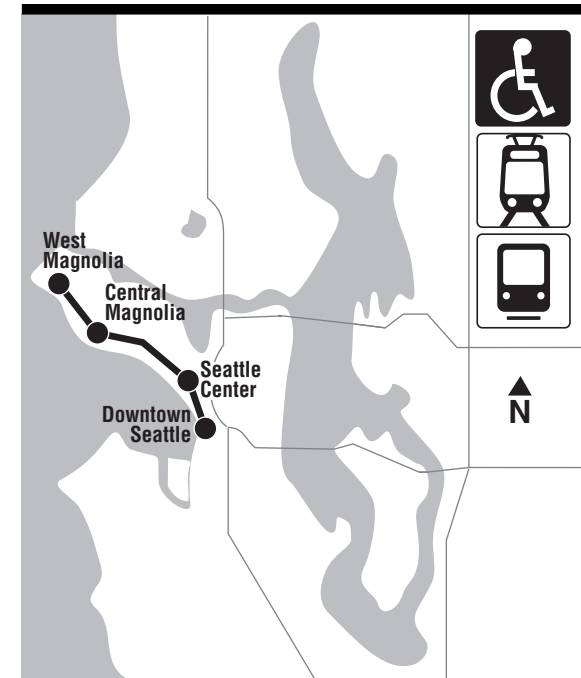 West
Magnolia
Central
Magnolia
Seattle
Center
Downtown
Seattle
N